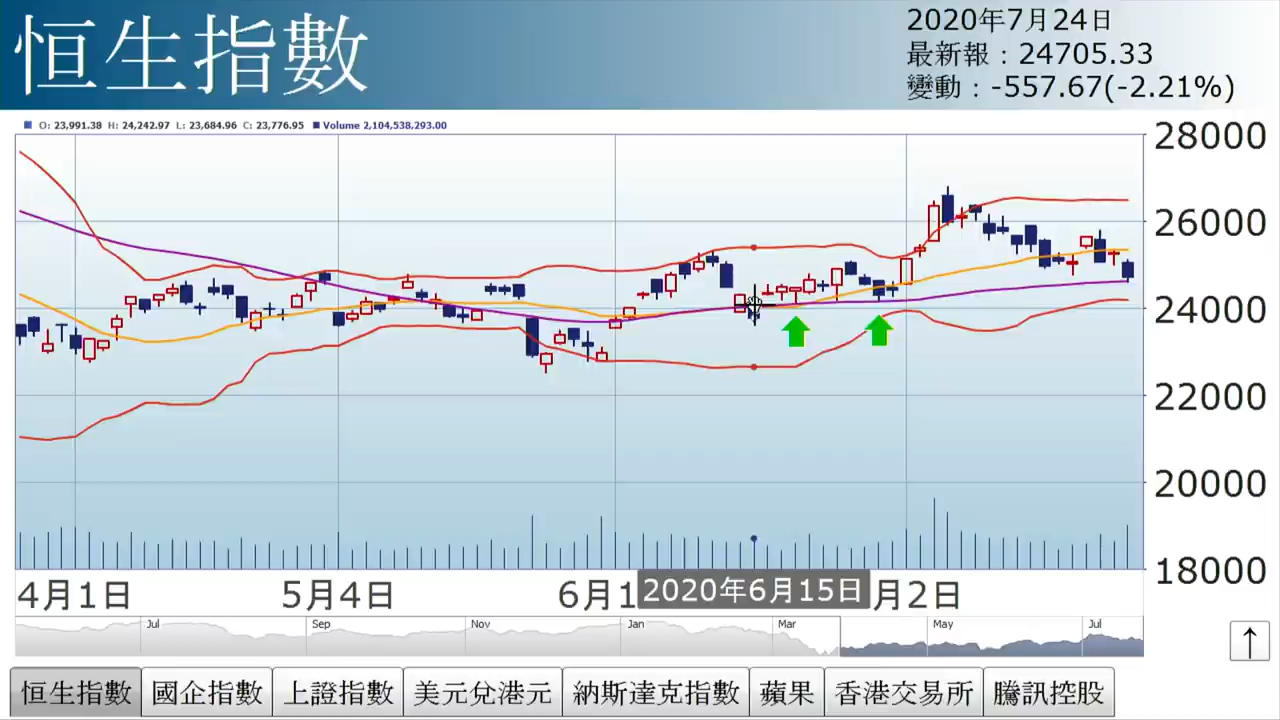 恒生指數
2020年7月24日
最新報：24705.33
變動：-557.67(-2.21%)
O: 23,991.38 H: 24,242.97 L: 23,684.96 C: 23,776.95 Volume 2,104,538,293.00
28000
26000
24000
22000
20000
18000
4月1日 5月4日 6月1 2020年6月15日 月2日
Jul Sep Nov Jan Mar May Jul
↑
恒生指數 國企指數 上證指數 美元兌港元 納斯達克指數 蘋果 香港交易所 騰訊控股